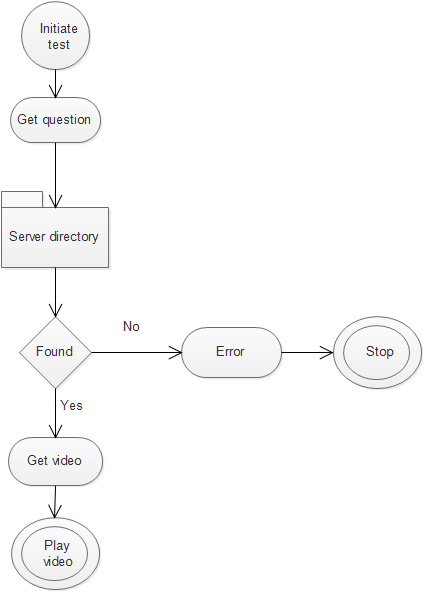 Initiate
test
Get question
Server directory
Found
No
Error
Stop
Yes
Get video
Play
video